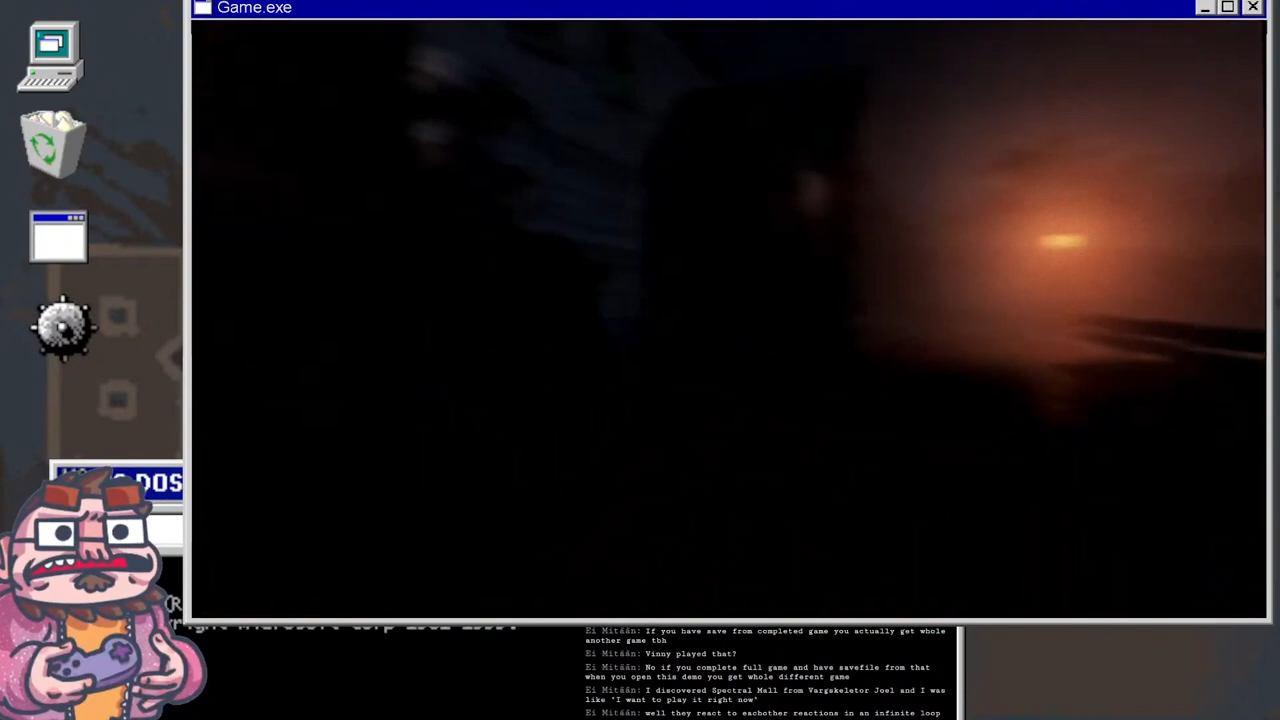 Game.exe
DOS
Ei Mitään: If you have save from completed game you actually get whole
another game tbh
Ei Mitään: Vinny played that?
Ei Mitään: No if you complete full game and have savefile from that
when you open this demo you get whole different game
Ei Mitään: I discovered Spectral Mall from Vargskeletor Joel and I was
like "I want to play it right now"
Ei Mitään: well they react to eachother reactions in an infinite loop